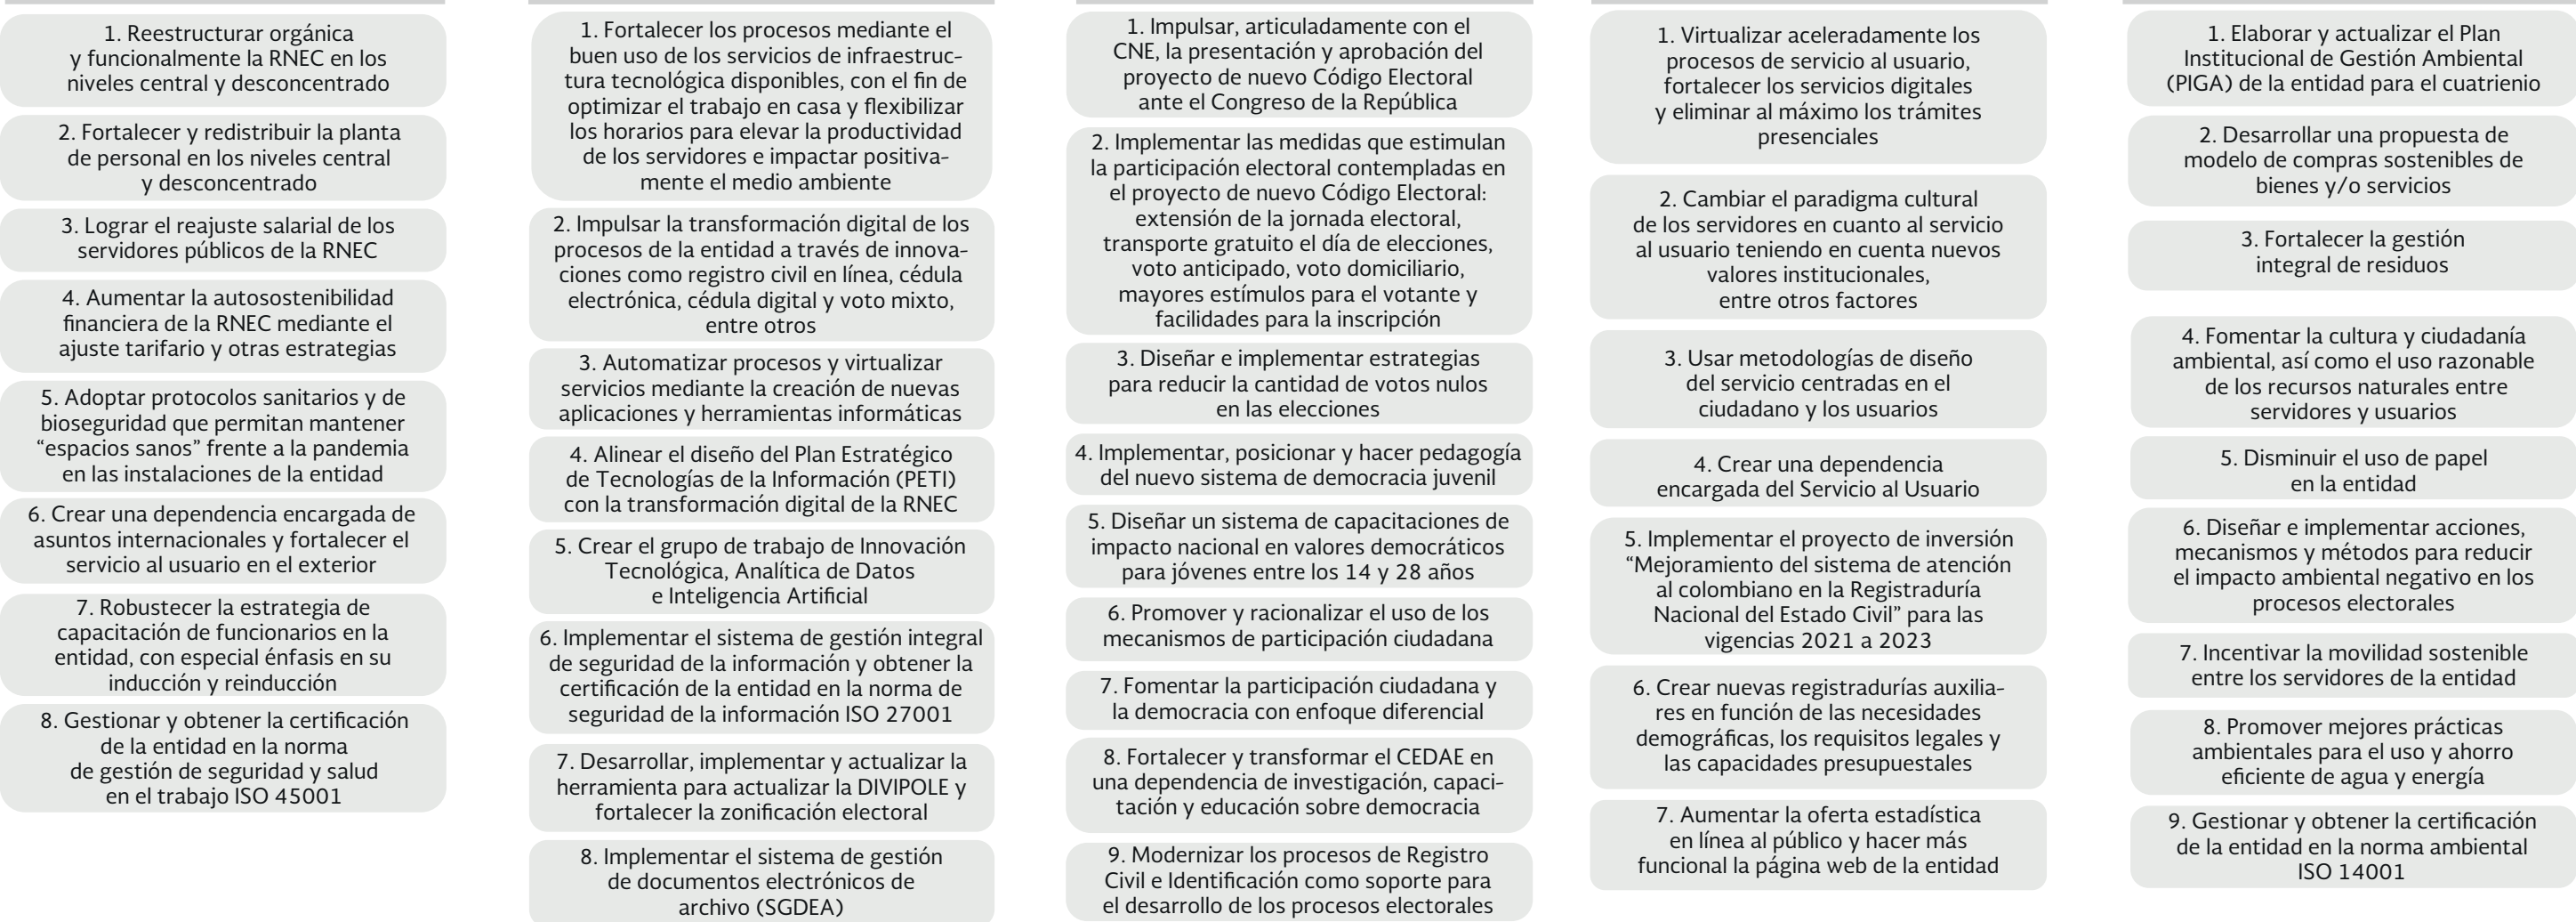 1. Reestructurar orgánica
y funcionalmente la RNEC en los
niveles central y desconcentrado
2. Fortalecer y redistribuir la planta
de personal en los niveles central
y desconcentrado
3. Lograr el reajuste salarial de los
servidores públicos de la RNEC
4. Aumentar la autosostenibilidad
financiera de la RNEC mediante el
ajuste tarifario y otras estrategias
5. Adoptar protocolos sanitarios y de
bioseguridad que permitan mantener
“espacios sanos” frente a la pandemia
en las instalaciones de la entidad
6. Crear una dependencia encargada de
asuntos internacionales y fortalecer el
servicio al usuario en el exterior
7. Robustecer la estrategia de
capacitación de funcionarios en la
entidad, con especial énfasis en su
inducción y reinducción
8. Gestionar y obtener la certificación
de la entidad en la norma
de gestión de seguridad y salud
en el trabajo ISO 45001
1. Fortalecer los procesos mediante el
buen uso de los servicios de infraestruc-
tura tecnológica disponibles, con el fin de
optimizar el trabajo en casa y flexibilizar
los horarios para elevar la productividad
de los servidores e impactar positiva-
mente el medio ambiente
2. Impulsar la transformación digital de los
procesos de la entidad a través de innova-
ciones como registro civil en línea, cédula
electrónica, cédula digital y voto mixto,
entre otros
3. Automatizar procesos y virtualizar
servicios mediante la creación de nuevas
aplicaciones y herramientas informáticas
4. Alinear el diseño del Plan Estratégico
de Tecnologías de la Información (PETI)
con la transformación digital de la RNEC
5. Crear el grupo de trabajo de Innovación
Tecnológica, Analítica de Datos
e Inteligencia Artificial
6. Implementar el sistema de gestión integral
de seguridad de la información y obtener la
certificación de la entidad en la norma de
seguridad de la información ISO 27001
7. Desarrollar, implementar y actualizar la
herramienta para actualizar la DIVIPOLE y
fortalecer la zonificación electoral
8. Implementar el sistema de gestión
de documentos electrónicos de
archivo (SGDEA)
1. Impulsar, articuladamente con el
CNE, la presentación y aprobación del
proyecto de nuevo Código Electoral
ante el Congreso de la República
2. Implementar las medidas que estimulan
la participación electoral contempladas en
el proyecto de nuevo Código Electoral:
extensión de la jornada electoral,
transporte gratuito el día de elecciones,
voto anticipado, voto domiciliario,
mayores estímulos para el votante y
facilidades para la inscripción
3. Diseñar e implementar estrategias
para reducir la cantidad de votos nulos
en las elecciones
4. Implementar, posicionar y hacer pedagogía
del nuevo sistema de democracia juvenil
5. Diseñar un sistema de capacitaciones de
impacto nacional en valores democráticos
para jóvenes entre los 14 y 28 años
6. Promover y racionalizar el uso de los
mecanismos de participación ciudadana
7. Fomentar la participación ciudadana y
la democracia con enfoque diferencial
8. Fortalecer y transformar el CEDAE en
una dependencia de investigación, capaci-
tación y educación sobre democracia
9. Modernizar los procesos de Registro
Civil e Identificación como soporte para
el desarrollo de los procesos electorales
1. Virtualizar aceleradamente los
procesos de servicio al usuario,
fortalecer los servicios digitales
y eliminar al máximo los trámites
presenciales
2. Cambiar el paradigma cultural
de los servidores en cuanto al servicio
al usuario teniendo en cuenta nuevos
valores institucionales,
entre otros factores
3. Usar metodologías de diseño
del servicio centradas en el
ciudadano y los usuarios
4. Crear una dependencia
encargada del Servicio al Usuario
5. Implementar el proyecto de inversión
“Mejoramiento del sistema de atención
al colombiano en la Registraduría
Nacional del Estado Civil” para las
vigencias 2021 a 2023
6. Crear nuevas registradurías auxilia-
res en función de las necesidades
demográficas, los requisitos legales y
las capacidades presupuestales
7. Aumentar la oferta estadística
en línea al público y hacer más
funcional la página web de la entidad
1. Elaborar y actualizar el Plan
Institucional de Gestión Ambiental
(PIGA) de la entidad para el cuatrienio
2. Desarrollar una propuesta de
modelo de compras sostenibles de
bienes y/o servicios
3. Fortalecer la gestión
integral de residuos
4. Fomentar la cultura y ciudadanía
ambiental, así como el uso razonable
de los recursos naturales entre
servidores y usuarios
5. Disminuir el uso de papel
en la entidad
6. Diseñar e implementar acciones,
mecanismos y métodos para reducir
el impacto ambiental negativo en los
procesos electorales
7. Incentivar la movilidad sostenible
entre los servidores de la entidad
8. Promover mejores prácticas
ambientales para el uso y ahorro
eficiente de agua y energía
9. Gestionar y obtener la certificación
de la entidad en la norma ambiental
ISO 14001